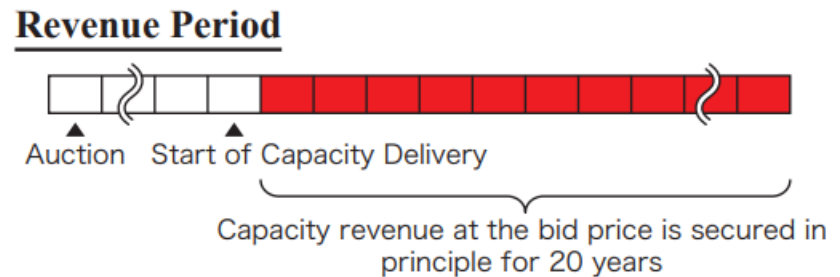 Revenue Period
Auction
Start of Capacity Delivery
Capacity revenue at the bid price is secured in
principle for 20 years